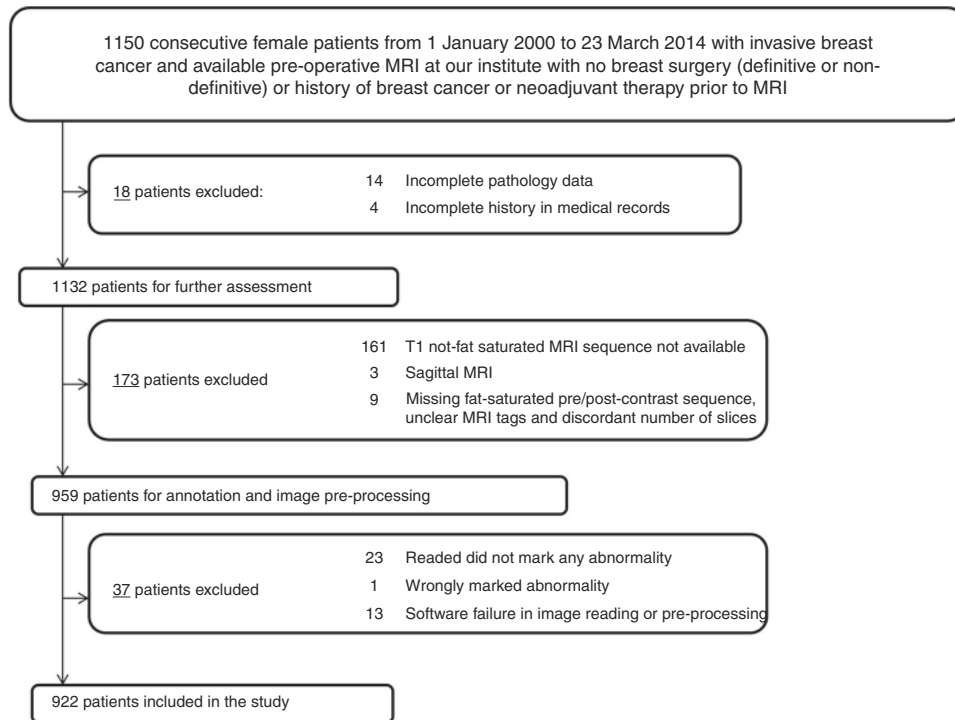 1150 consecutive female patients from 1 January 2000 to 23 March 2014 with invasive breast
cancer and available pre-operative MRI at our institute with no breast surgery (definitive or non-
definitive) or history of breast cancer or neoadjuvant therapy prior to MRI
18 patients excluded:
14 Incomplete pathology data
4 Incomplete history in medical records
1132 patients for further assessment
173 patients excluded
161 T1 not-fat saturated MRI sequence not available
3 Sagittal MRI
9 Missing fat-saturated pre/post-contrast sequence,
unclear MRI tags and discordant number of slices
959 patients for annotation and image pre-processing
37 patients excluded
23 Readed did not mark any abnormality
1 Wrongly marked abnormality
13 Software failure in image reading or pre-processing
922 patients included in the study